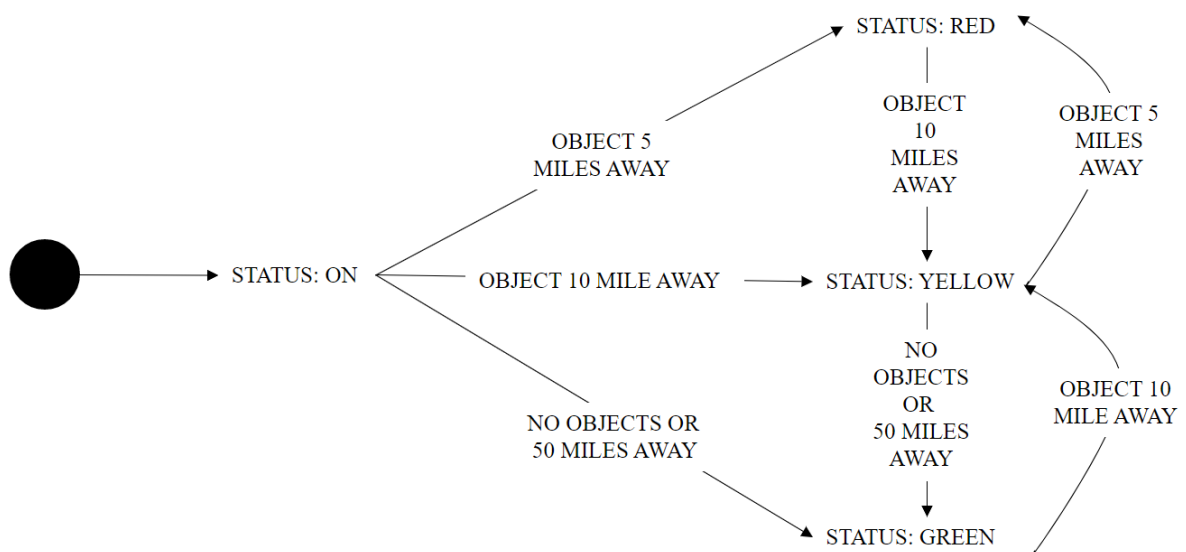 STATUS: RED
OBJECT
10
MILES
AWAY
OBJECT 5
MILES
AWAY
OBJECT 5
MILES AWAY
STATUS: ON
OBJECT 10 MILE AWAY
STATUS: YELLOW
NO
OBJECTS
OR
50 MILES
AWAY
OBJECT 10
MILE AWAY
NO OBJECTS OR
50 MILES AWAY
STATUS: GREEN